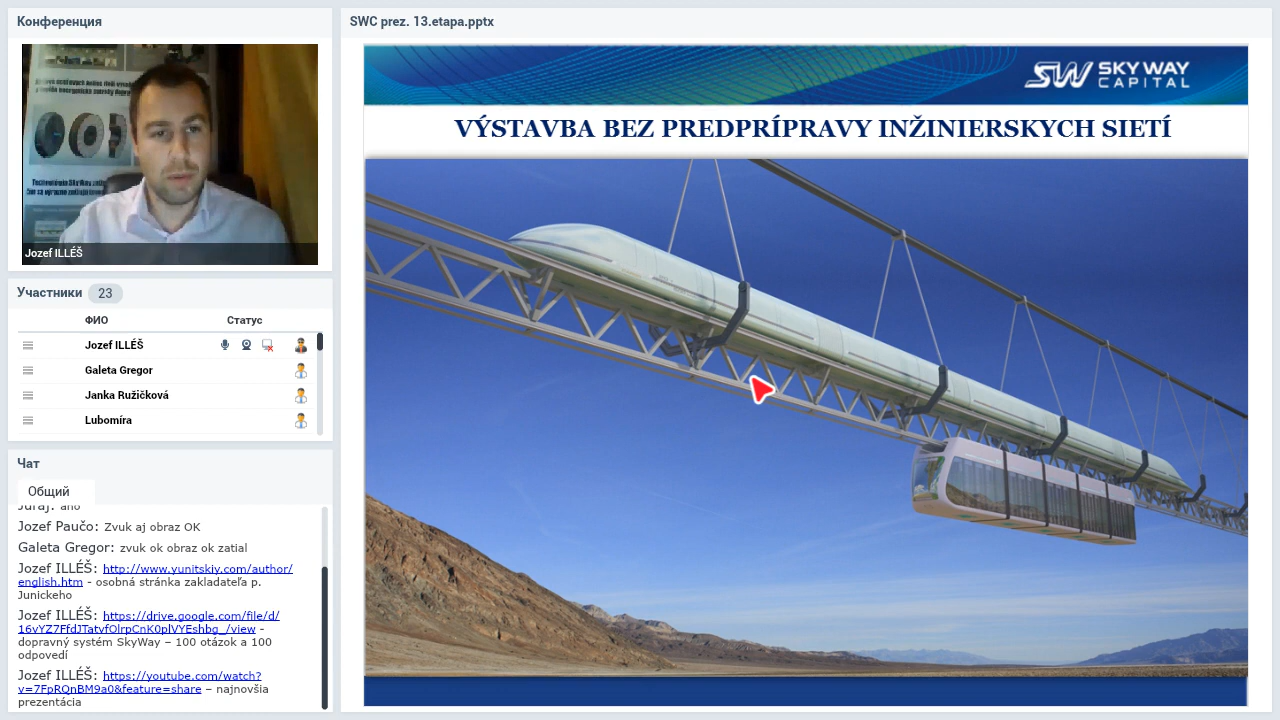 Конференция
Jozef ILLÉŠ
Участники 23
ФИО Статус
Jozef ILLÉŠ
Galeta Gregor
Janka Ružičková
Lubomíra
Чат
Общий
Juraj: ano
Jozef Paučo: Zvuk aj obraz OK
Galeta Gregor: zvuk ok obraz ok zatial
Jozef ILLÉŠ: http://www.yunitskiy.com/author/
english.htm - osobná stránka zakladateľa p.
Junickeho
Jozef ILLÉŠ: https://drive.google.com/file/d/
16vYZ7FfdJTatvfOlrpCnK0plVYEshbg_/view -
dopravný systém SkyWay – 100 otázok a 100
odpovedí
Jozef ILLÉŠ: https://youtube.com/watch?
v=7FpRQnBM9a0&feature=share – najnovšia
prezentácia
SWC prez. 13.etapa.pptx
SW SKY WAY
CAPITAL
VÝSTAVBA BEZ PREDPRÍPRAVY INŽINIERSKYCH SIETÍ